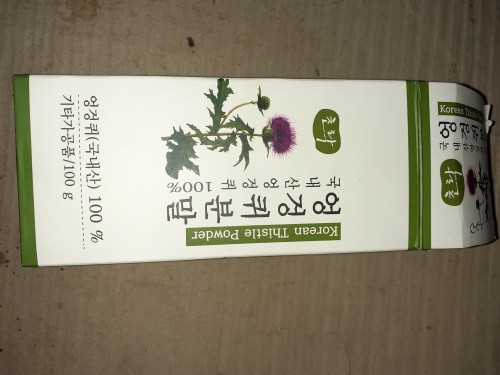 Korean Thistle Powder
엉겅퀴 분말
국내산 엉겅퀴 100%
엉겅퀴(국내산) 100 %
기타가공품/100 g
Korean Thistle